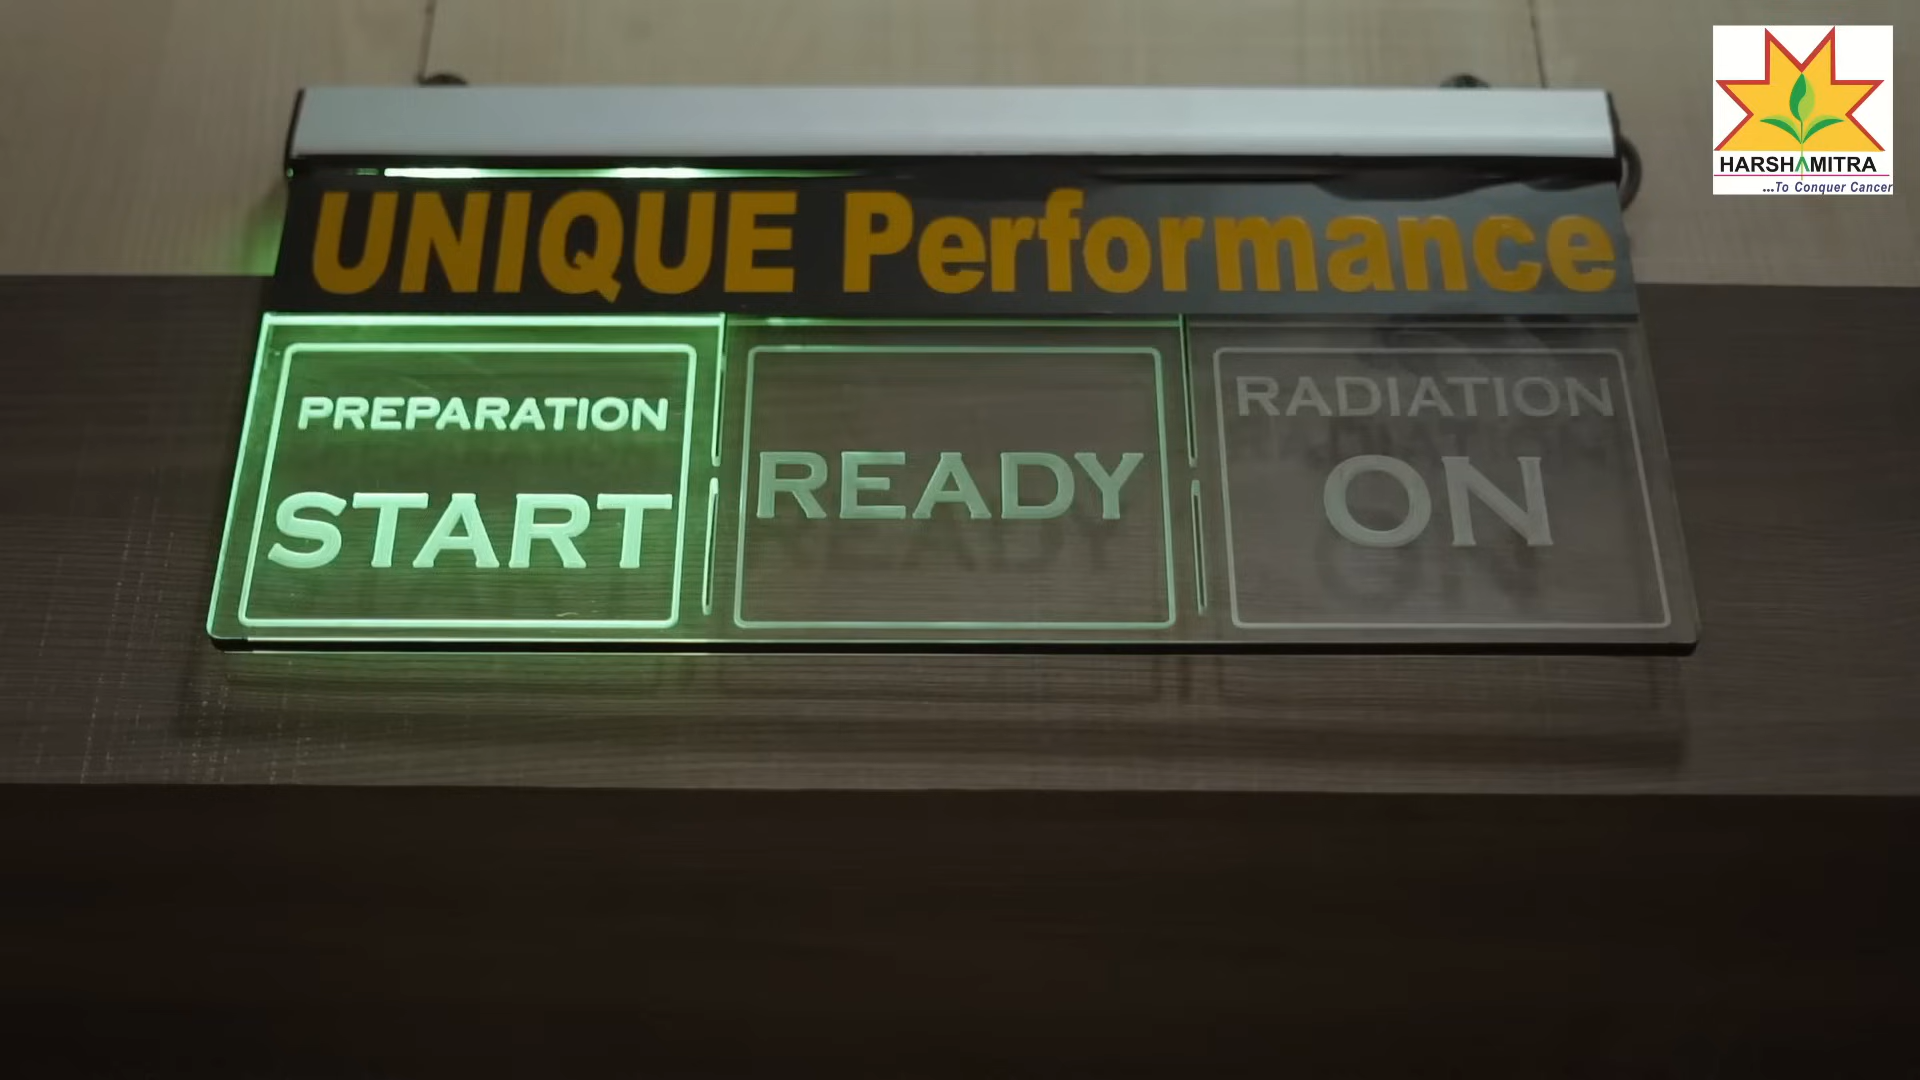 UNIQUE Performance
PREPARATION
START
READY
RADIATION
ON
HARSHAMITRA
...To Conquer Cancer